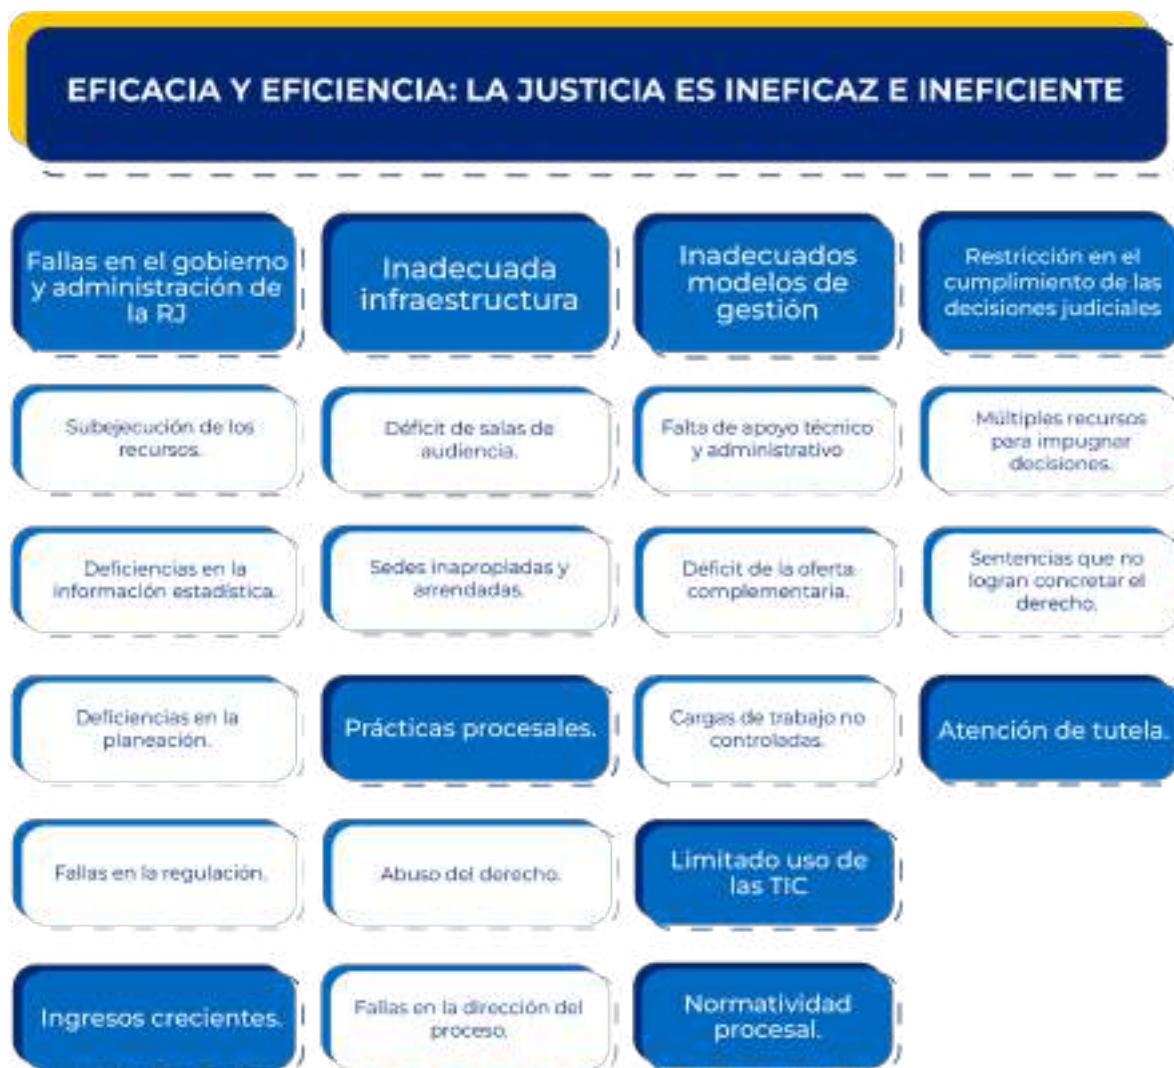 EFICACIA Y EFICIENCIA: LA JUSTICIA ES INEFICAZ E INEFICIENTE
Fallas en el gobierno
y administración de
la RJ
Subejecución de los
recursos.
Deficiencias en la
información estadística.
Deficiencias en la
planeación.
Fallas en la regulación.
Ingresos crecientes.
Inadecuada
infraestructura
Déficit de salas de
audiencia.
Sedes inapropiadas y
arrendadas.
Prácticas procesales.
Abuso del derecho.
Fallas en la dirección del
proceso.
Inadecuados
modelos de
gestión
Falta de apoyo técnico
y administrativo
Déficit de la oferta
complementaria.
Cargas de trabajo no
controladas.
Limitado uso de
las TIC
Normatividad
procesal.
Restricción en el
cumplimiento de las
decisiones judiciales
Múltiples recursos
para impugnar
decisiones.
Sentencias que no
logran concretar el
derecho.
Atención de tutela.